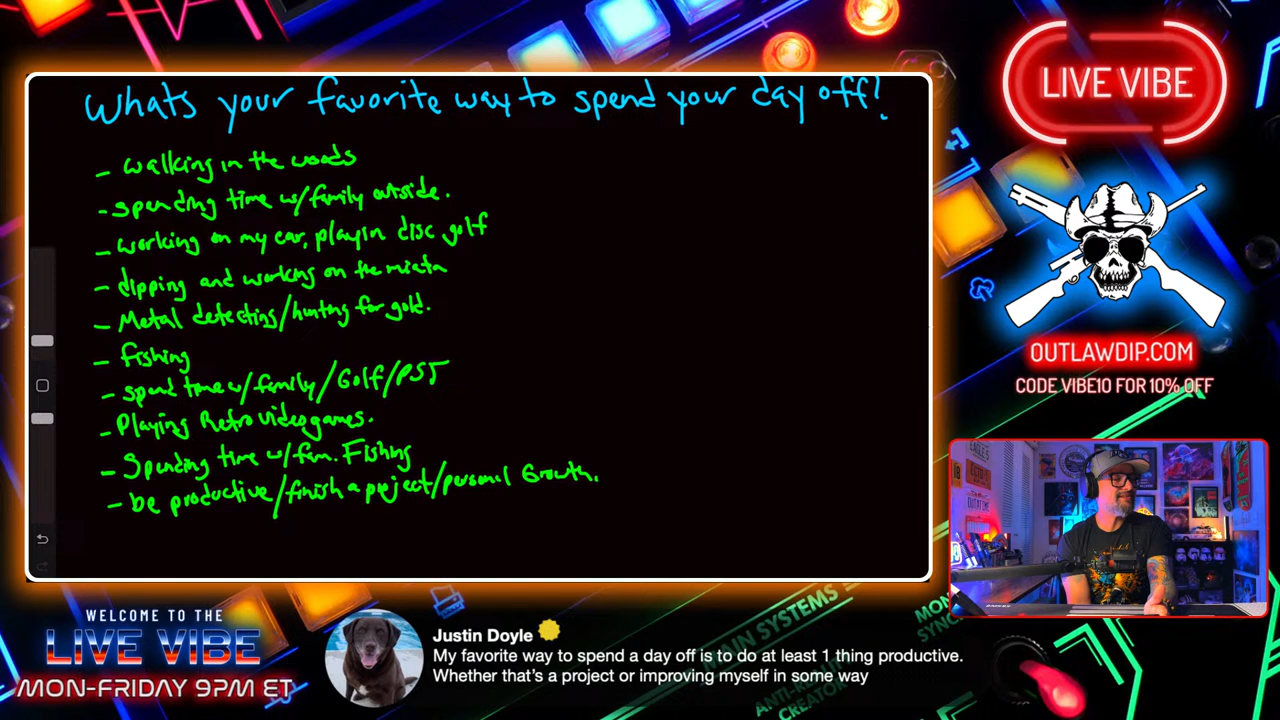 Whats your favorite way to spend your day off?
- walking in the woods
- spending time w/family outside.
- working on my car, playin disc golf
- dipping and working on the miata
- Metal detecting/hunting for gold.
- fishing
- spend time w/family/Golf/PS5
- Playing Retro videogames.
- Spending time w/fam. Fishing
- be productive/finish a project/personal Growth.
LIVE VIBE
OUTLAWDIP.COM
CODE VIBE10 FOR 10% OFF
WELCOME TO THE
LIVE VIBE
MON-FRIDAY 9PM ET
Justin Doyle
My favorite way to spend a day off is to do at least 1 thing productive.
Whether that's a project or improving myself in some way